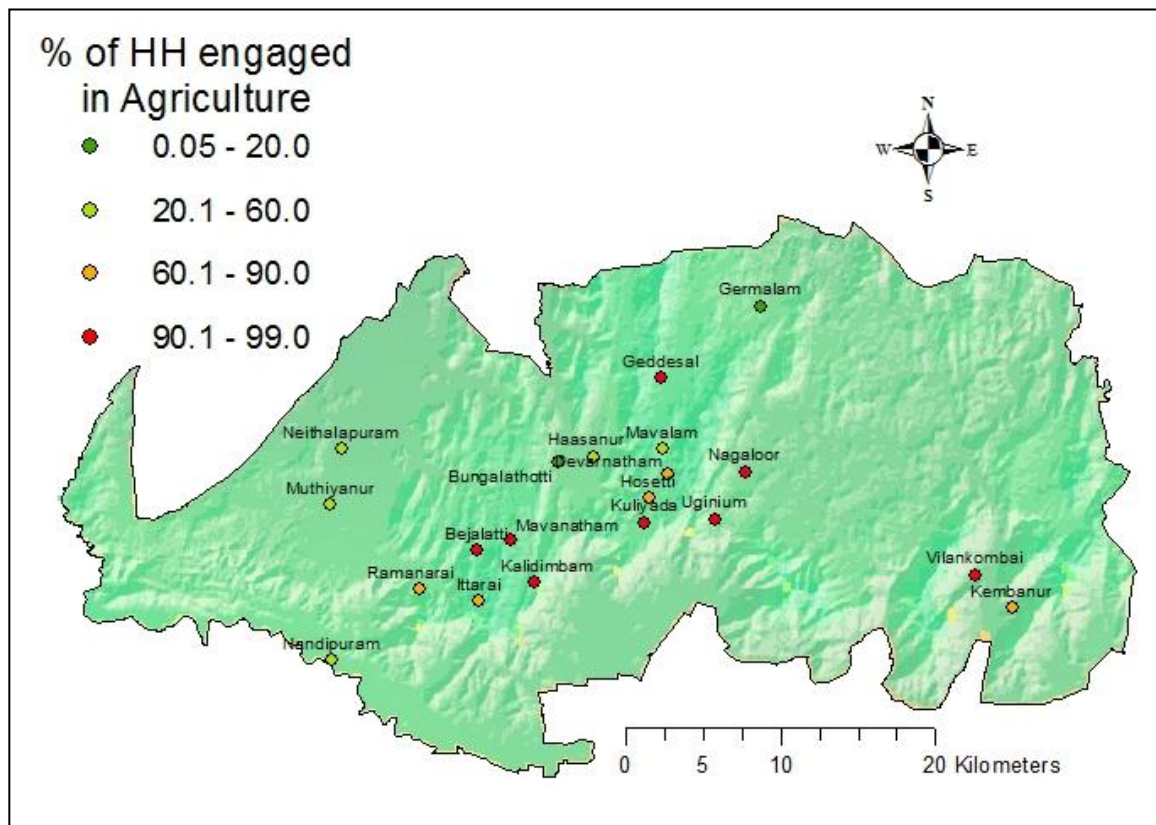 % of HH engaged
in Agriculture
0.05 - 20.0
20.1 - 60.0
60.1 - 90.0
90.1 - 99.0
N
W E
S
Germalam
Geddesal
Neithalapuram
Haasanur
Mavalam
Bungalathotti
Devarnatham
Nagaloor
Muthiyanur
Hosetti
Kuliyada
Uginium
Bejalatti
Mavanatham
Ramanarai
Ittarai
Kalidimbam
Vilankombai
Kembanur
Nandipuram
0 5 10 20 Kilometers